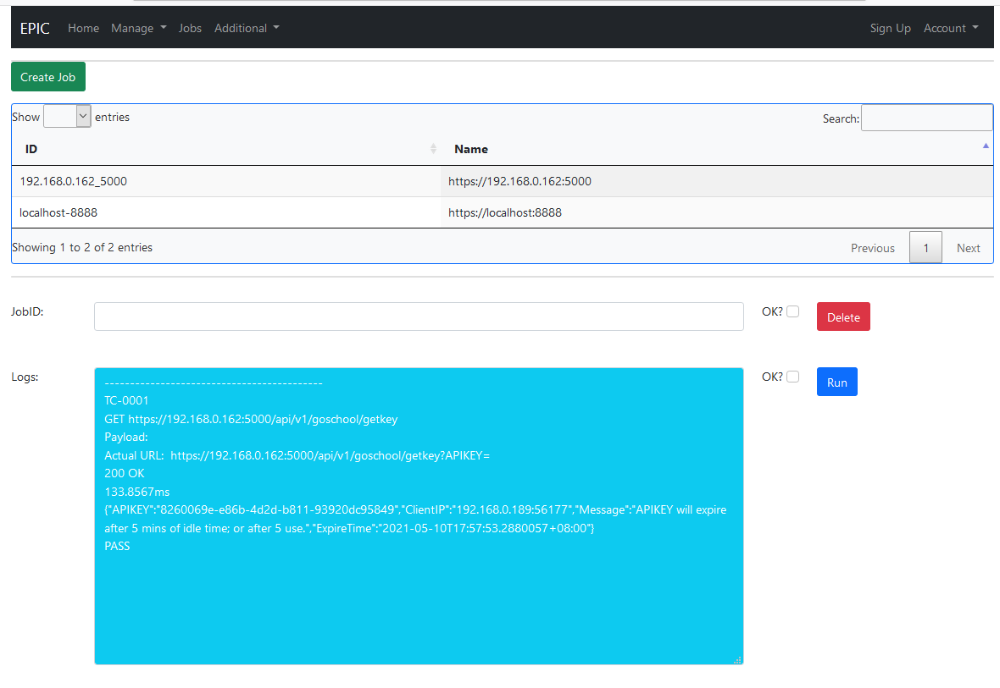 EPIC Home Manage Jobs Additional Sign Up Account
Create Job
Show entries Search:
ID Name
192.168.0.162_5000 https://192.168.0.162:5000
localhost-8888 https://localhost:8888
Showing 1 to 2 of 2 entries Previous 1 Next
JobID: OK? Delete
Logs: OK? Run
-------------------------------------------
TC-0001
GET https://192.168.0.162:5000/api/v1/goschool/getkey
Payload:
Actual URL:  https://192.168.0.162:5000/api/v1/goschool/getkey?APIKEY=
200 OK
133.8567ms
{"APIKEY":"8260069e-e86b-4d2d-b811-93920dc95849","ClientIP":"192.168.0.189:56177","Message":"APIKEY will expire
after 5 mins of idle time; or after 5 use.","ExpireTime":"2021-05-10T17:57:53.2880057+08:00"}
PASS